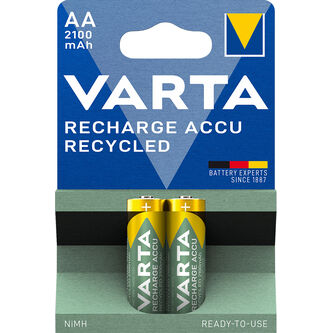 AA
2100
mAh
VARTA
RECHARGE ACCU
RECYCLED
BATTERY EXPERTS
SINCE 1887
VARTA
RECHARGE ACCU
VARTA
RECHARGE ACCU
NiMH
READY-TO-USE